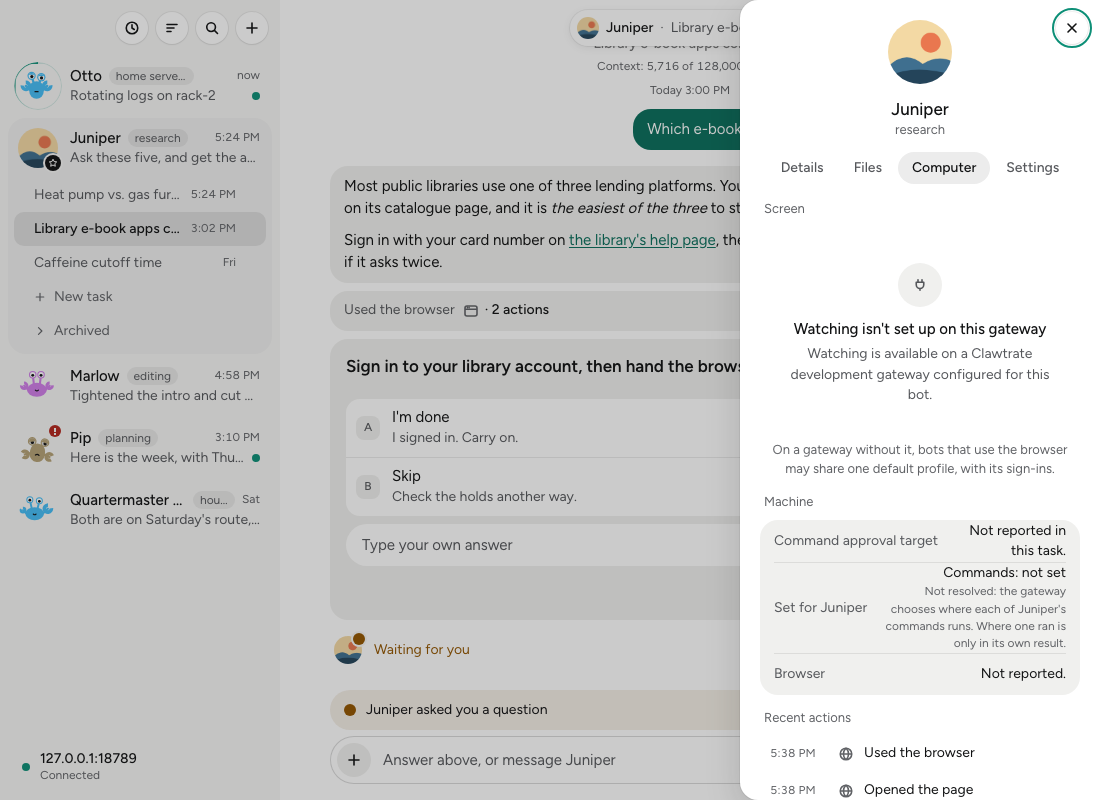 Otto home serve... now
Rotating logs on rack-2
Juniper research 5:24 PM
Ask these five, and get the a...
Heat pump vs. gas fur... 5:24 PM
Library e-book apps c... 3:02 PM
Caffeine cutoff time Fri
+ New task
Archived
Marlow editing 4:58 PM
Tightened the intro and cut ...
Pip planning 3:10 PM
Here is the week, with Thu...
Quartermaster ... hou... Sat
Both are on Saturday's route,...
127.0.0.1:18789
Connected
Juniper · Library e-b
Context: 5,716 of 128,000
Today 3:00 PM
Which e-book
Most public libraries use one of three lending platforms. You
on its catalogue page, and it is the easiest of the three to st
Sign in with your card number on the library's help page, the
if it asks twice.
Used the browser · 2 actions
Sign in to your library account, then hand the brows
A I'm done
I signed in. Carry on.
B Skip
Check the holds another way.
Type your own answer
Waiting for you
Juniper asked you a question
Answer above, or message Juniper
Juniper
research
Details Files Computer Settings
Screen
Watching isn't set up on this gateway
Watching is available on a Clawtrate
development gateway configured for this
bot.
On a gateway without it, bots that use the browser
may share one default profile, with its sign-ins.
Machine
Command approval target Not reported in
this task.
Set for Juniper Commands: not set
Not resolved: the gateway
chooses where each of Juniper's
commands runs. Where one ran is
only in its own result.
Browser Not reported.
Recent actions
5:38 PM Used the browser
5:38 PM Opened the page